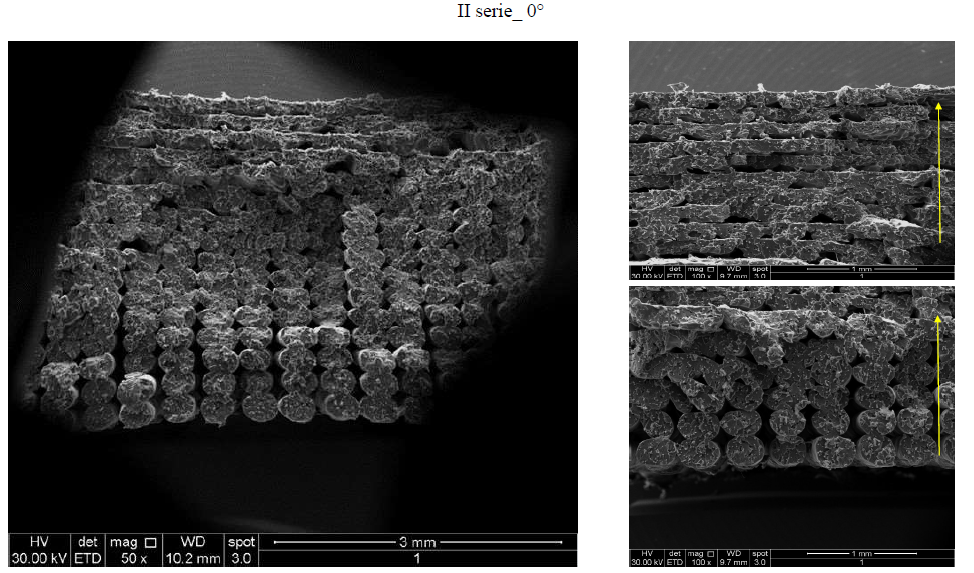 II serie_ 0°
HV det mag □ WD spot
30.00 kV ETD 50 x 10.2 mm 3.0
3 mm
1
HV det mag □ WD spot
30.00 kV ETD 100 x 9.7 mm 3.0
1 mm
1
HV det mag □ WD spot
30.00 kV ETD 100 x 9.7 mm 3.0
1 mm
1